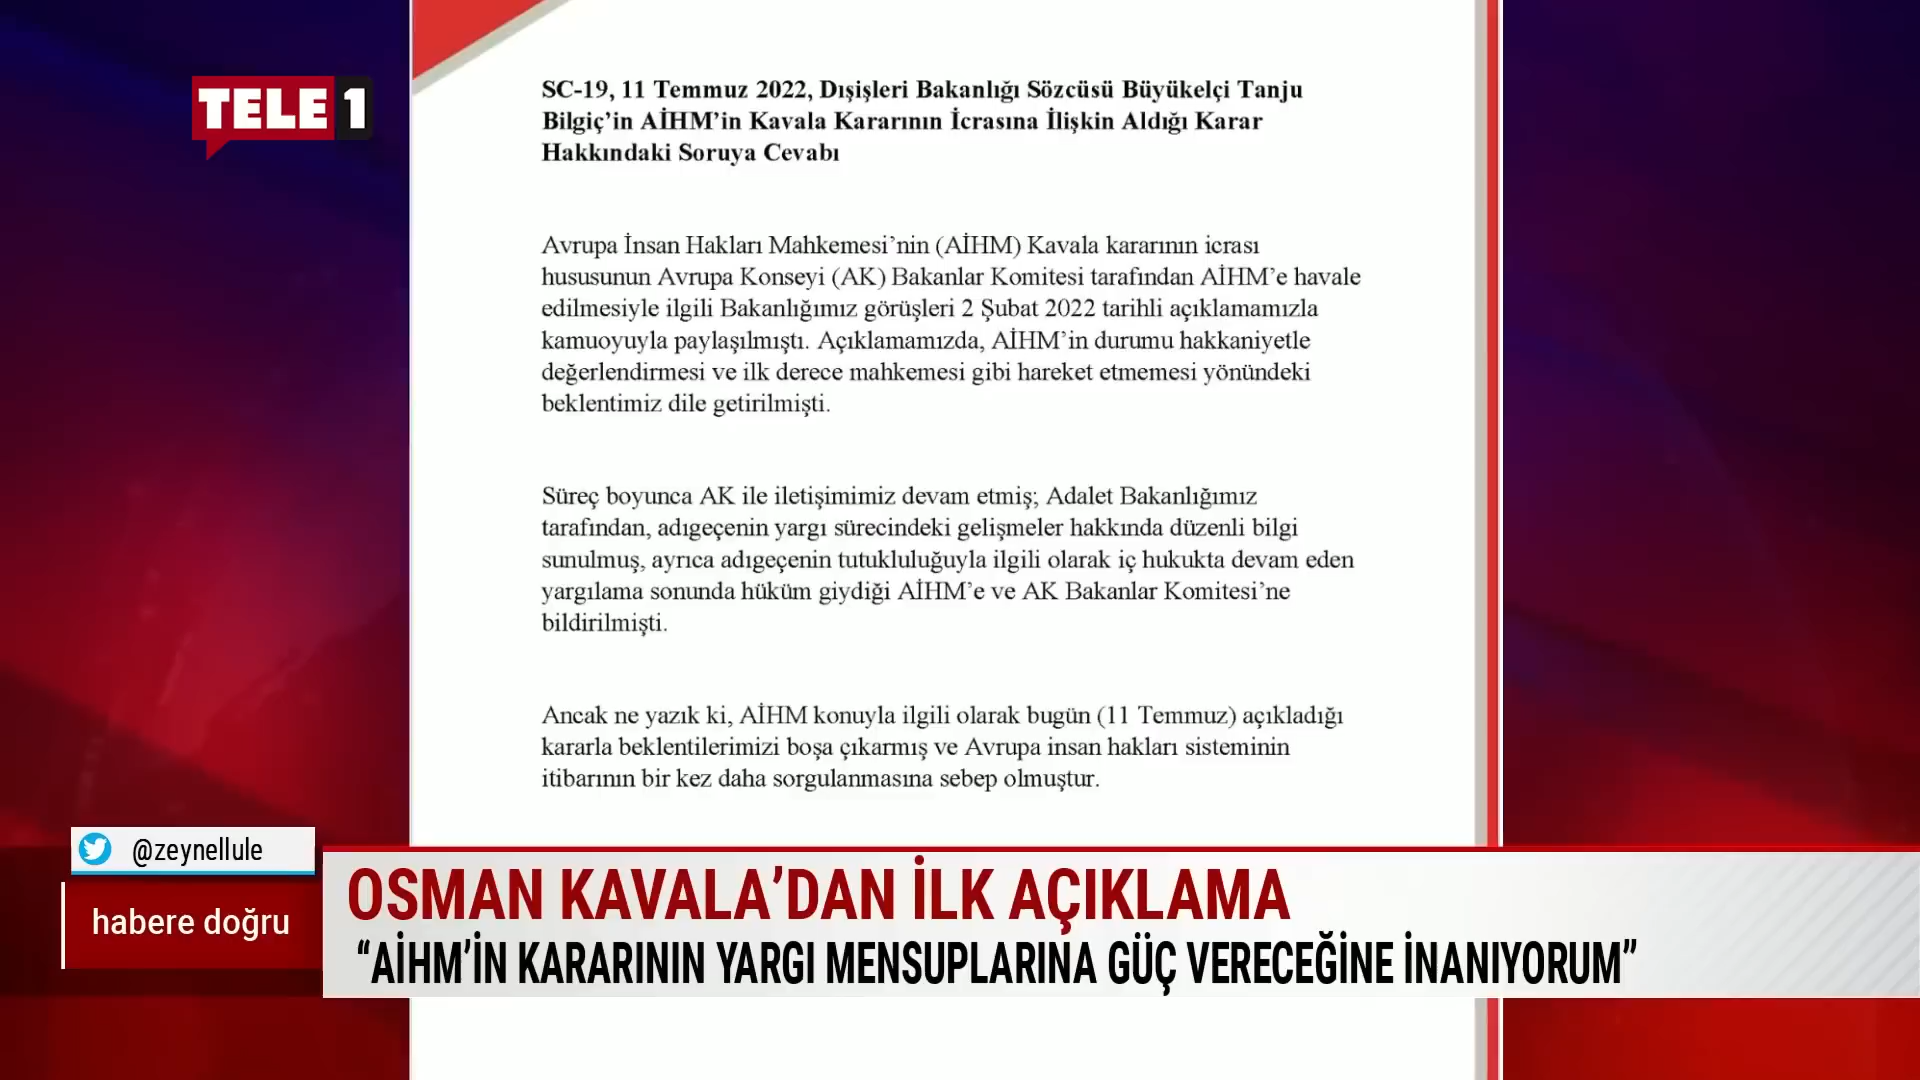 TELE 1
SC-19, 11 Temmuz 2022, Dışişleri Bakanlığı Sözcüsü Büyükelçi Tanju
Bilgiç’in AİHM’in Kavala Kararının İcrasına İlişkin Aldığı Karar
Hakkındaki Soruya Cevabı
Avrupa İnsan Hakları Mahkemesi’nin (AİHM) Kavala kararının icrası
hususunun Avrupa Konseyi (AK) Bakanlar Komitesi tarafından AİHM’e havale
edilmesiyle ilgili Bakanlığımız görüşleri 2 Şubat 2022 tarihli açıklamamızla
kamuoyuyla paylaşılmıştı. Açıklamamızda, AİHM’in durumu hakkaniyetle
değerlendirmesi ve ilk derece mahkemesi gibi hareket etmemesi yönündeki
beklentimiz dile getirilmişti.
Süreç boyunca AK ile iletişimimiz devam etmiş; Adalet Bakanlığımız
tarafından, adıgeçenin yargı sürecindeki gelişmeler hakkında düzenli bilgi
sunulmuş, ayrıca adıgeçenin tutukluluğuyla ilgili olarak iç hukukta devam eden
yargılama sonunda hüküm giydiği AİHM’e ve AK Bakanlar Komitesi’ne
bildirilmişti.
Ancak ne yazık ki, AİHM konuyla ilgili olarak bugün (11 Temmuz) açıkladığı
kararla beklentilerimizi boşa çıkarmış ve Avrupa insan hakları sisteminin
itibarının bir kez daha sorgulanmasına sebep olmuştur.
@zeynellule
habere doğru
OSMAN KAVALA’DAN İLK AÇIKLAMA
“AİHM’İN KARARININ YARGI MENSUPLARINA GÜÇ VERECEĞİNE İNANIYORUM”